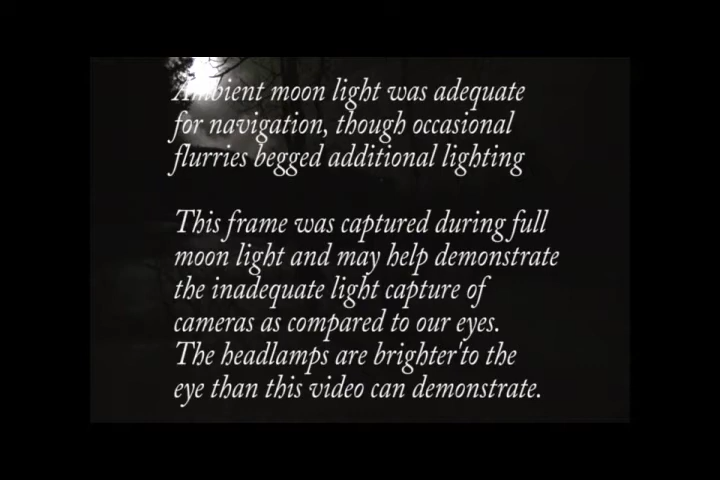 Ambient moon light was adequate
for navigation, though occasional
flurries begged additional lighting
This frame was captured during full
moon light and may help demonstrate
the inadequate light capture of
cameras as compared to our eyes.
The headlamps are brighter to the
eye than this video can demonstrate.